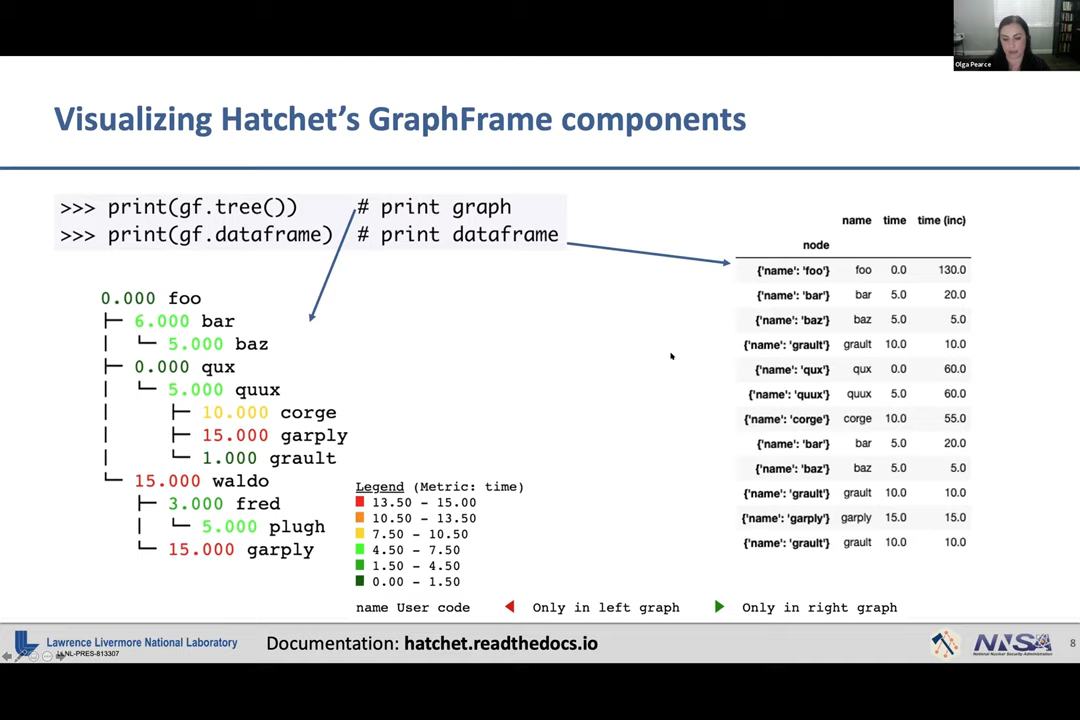 Olga Pearce
Visualizing Hatchet's GraphFrame components
>>> print(gf.tree()) # print graph
>>> print(gf.dataframe) # print dataframe
0.000 foo
├─ 6.000 bar
│ └─ 5.000 baz
├─ 0.000 qux
│ └─ 5.000 quux
│ ├─ 10.000 corge
│ ├─ 15.000 garply
│ └─ 1.000 grault
└─ 15.000 waldo
├─ 3.000 fred
│ └─ 5.000 plugh
└─ 15.000 garply
Legend (Metric: time)
13.50 - 15.00
10.50 - 13.50
7.50 - 10.50
4.50 - 7.50
1.50 - 4.50
0.00 - 1.50
name User code ◀ Only in left graph ▶ Only in right graph
name time time (inc)
node
{'name': 'foo'} foo 0.0 130.0
{'name': 'bar'} bar 5.0 20.0
{'name': 'baz'} baz 5.0 5.0
{'name': 'grault'} grault 10.0 10.0
{'name': 'qux'} qux 0.0 60.0
{'name': 'quux'} quux 5.0 60.0
{'name': 'corge'} corge 10.0 55.0
{'name': 'bar'} bar 5.0 20.0
{'name': 'baz'} baz 5.0 5.0
{'name': 'grault'} grault 10.0 10.0
{'name': 'garply'} garply 15.0 15.0
{'name': 'grault'} grault 10.0 10.0
Lawrence Livermore National Laboratory
LLNL-PRES-813307
Documentation: hatchet.readthedocs.io
NNSA
National Nuclear Security Administration
8